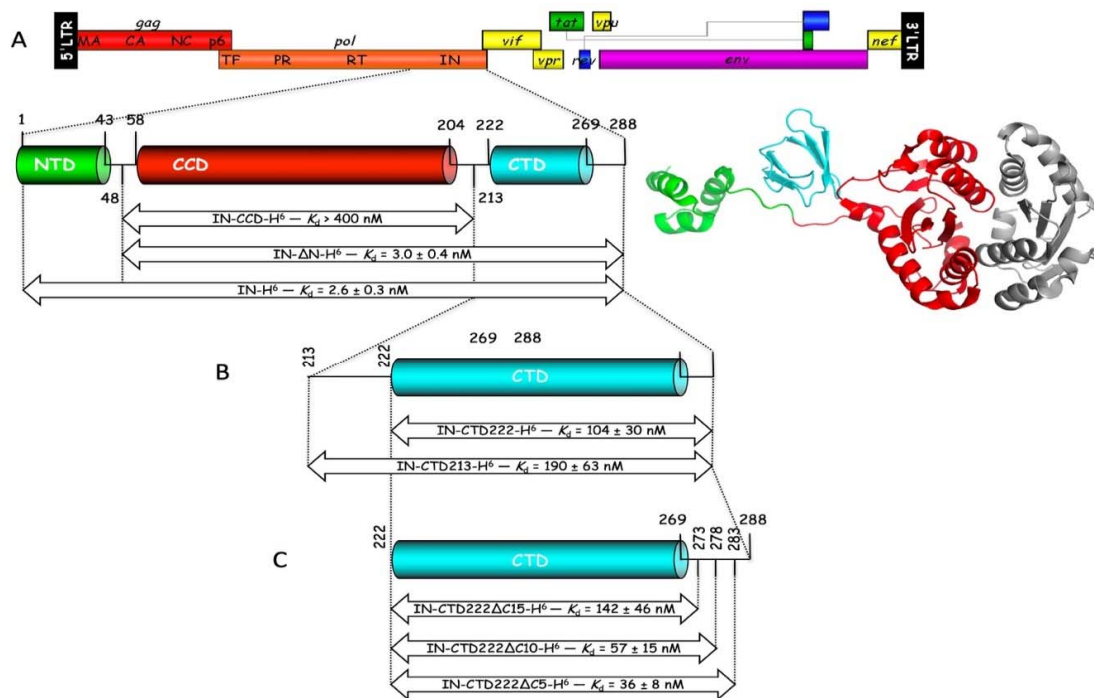 A
5'LTR
gag
MA CA NC p6
pol
TF PR RT IN
vif
vpr
tat
vpu
rev
env
nef
3'LTR
1 43 58 204 222 269 288
NTD CCD CTD
48 213
IN-CCD-H⁶ — Kd > 400 nM
IN-ΔN-H⁶ — Kd = 3.0 ± 0.4 nM
IN-H⁶ — Kd = 2.6 ± 0.3 nM
B
213 222 269 288
CTD
IN-CTD222-H⁶ — Kd = 104 ± 30 nM
IN-CTD213-H⁶ — Kd = 190 ± 63 nM
C
222 269 273 278 283 288
CTD
IN-CTD222ΔC15-H⁶ — Kd = 142 ± 46 nM
IN-CTD222ΔC10-H⁶ — Kd = 57 ± 15 nM
IN-CTD222ΔC5-H⁶ — Kd = 36 ± 8 nM